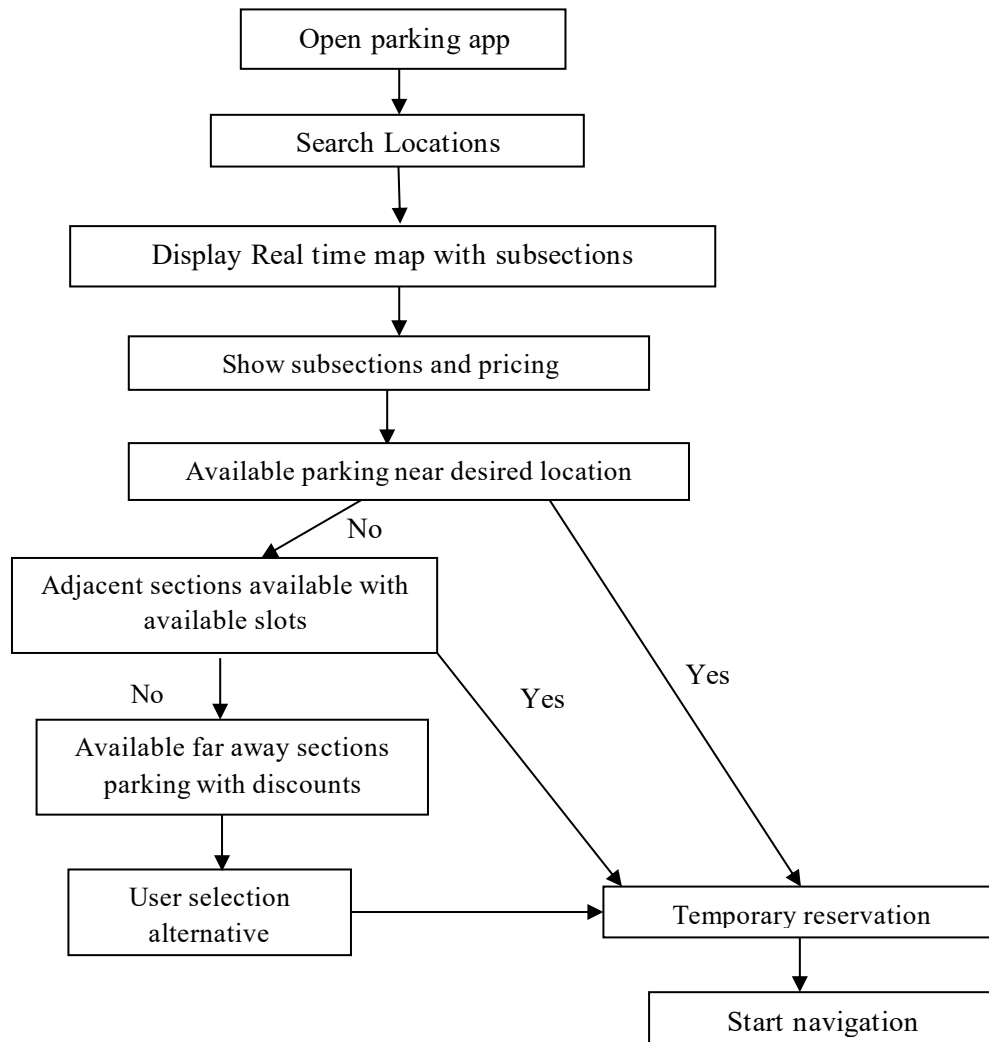 Open parking app
Search Locations
Display Real time map with subsections
Show subsections and pricing
Available parking near desired location
No
Adjacent sections available with
available slots
Yes
Yes
No
Available far away sections
parking with discounts
User selection
alternative
Temporary reservation
Start navigation